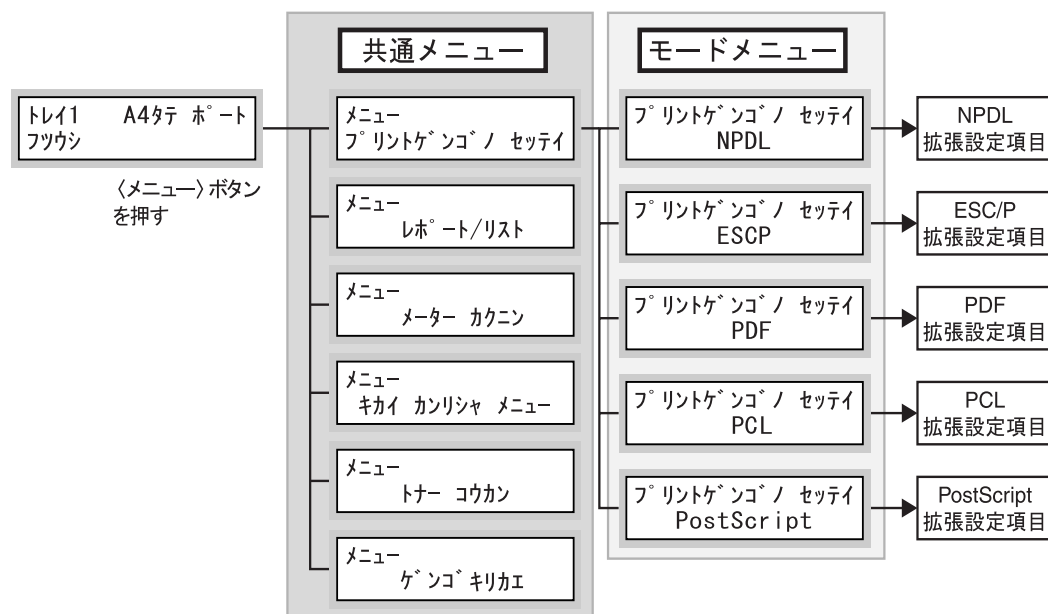 共通メニュー
モードメニュー
トレイ1 A4タテ ポート
フツウシ
〈メニュー〉ボタン
を押す
メニュー
プリントゲンゴノ セッテイ
メニュー
レポート/リスト
メニュー
メーター カクニン
メニュー
キカイ カンリシャ メニュー
メニュー
トナー コウカン
メニュー
ゲンゴキリカエ
プリントゲンゴノ セッテイ
NPDL
プリントゲンゴノ セッテイ
ESCP
プリントゲンゴノ セッテイ
PDF
プリントゲンゴノ セッテイ
PCL
プリントゲンゴノ セッテイ
PostScript
NPDL
拡張設定項目
ESC/P
拡張設定項目
PDF
拡張設定項目
PCL
拡張設定項目
PostScript
拡張設定項目